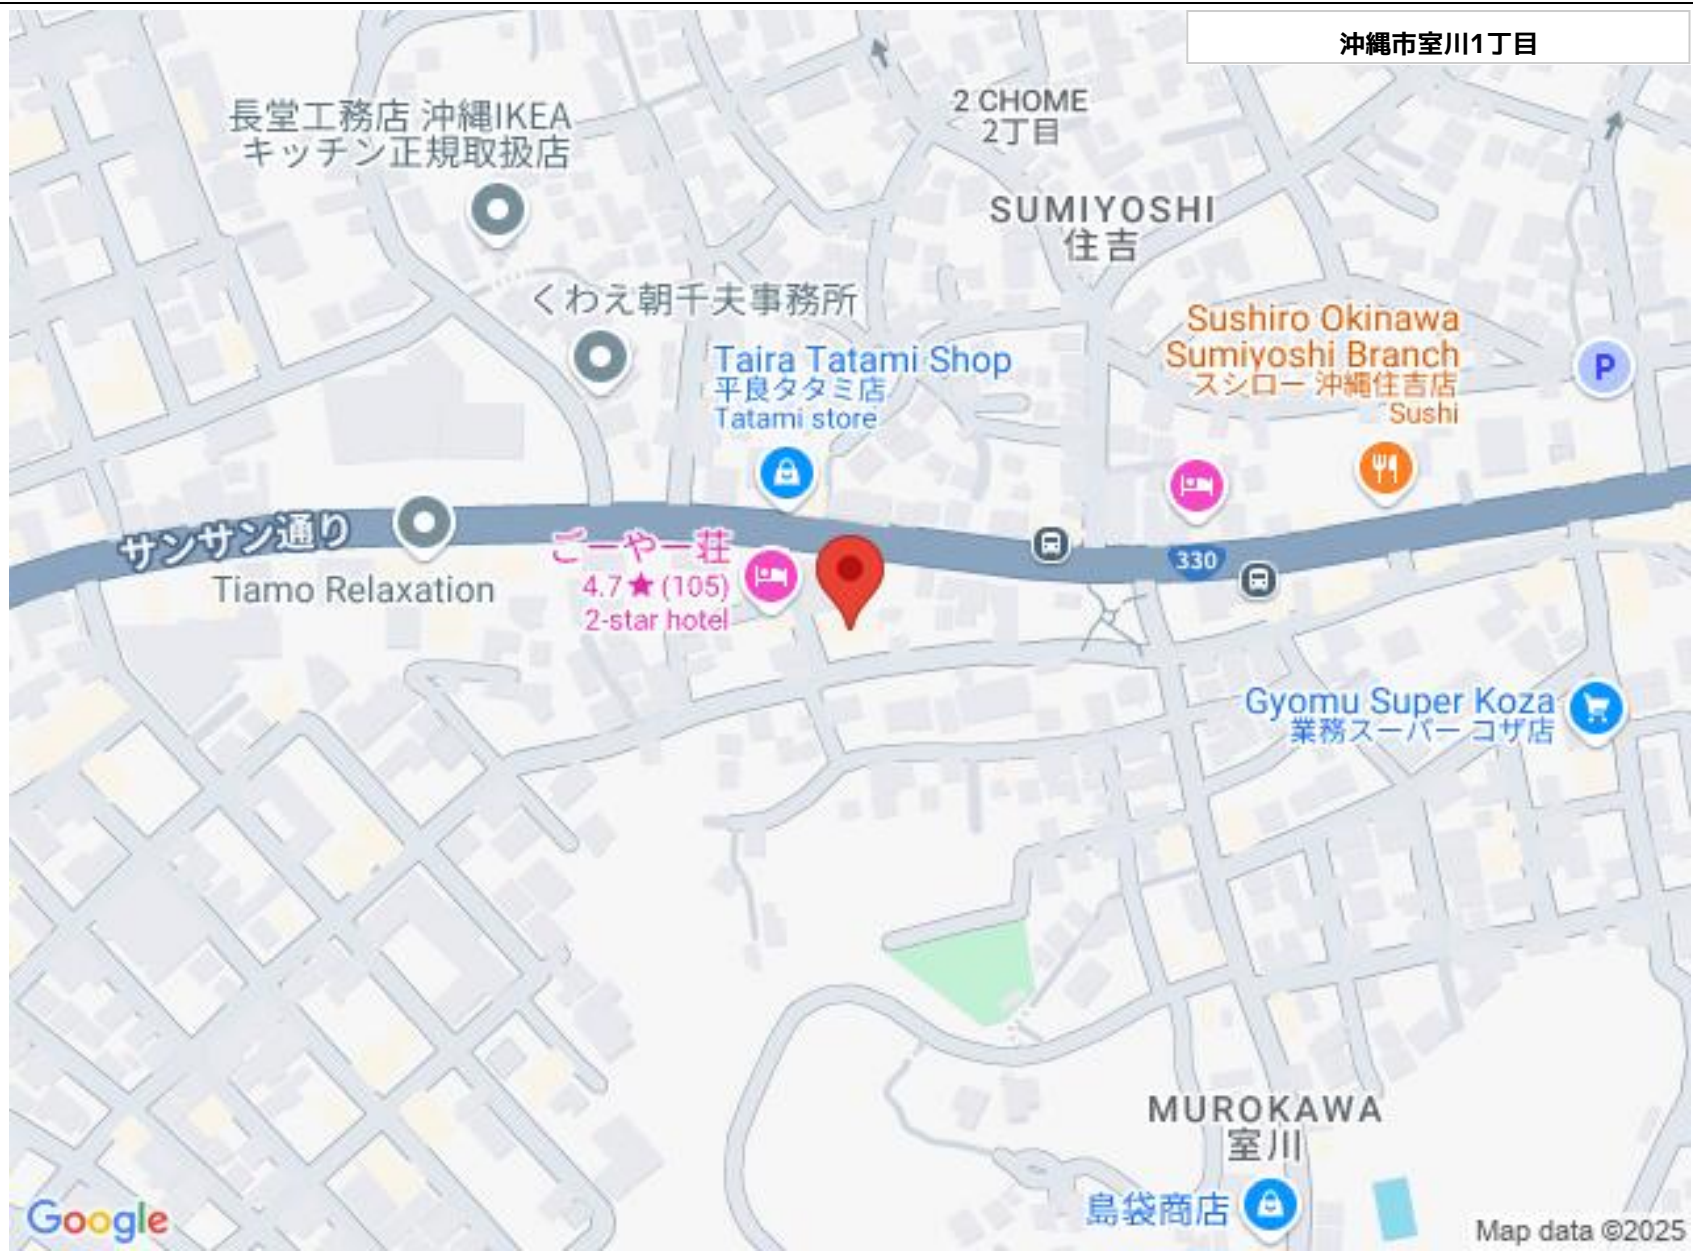 沖縄市室川1丁目
長堂工務店 沖縄IKEA
キッチン正規取扱店
2 CHOME
2丁目
SUMIYOSHI
住吉
くわえ朝千夫事務所
Taira Tatami Shop
平良タタミ店
Tatami store
Sushiro Okinawa
Sumiyoshi Branch
スシロー 沖縄住吉店
Sushi
P
サンサン通り
Tiamo Relaxation
ごーやー荘
4.7★(105)
2-star hotel
330
Gyomu Super Koza
業務スーパー コザ店
MUROKAWA
室川
島袋商店
Google
Map data ©2025